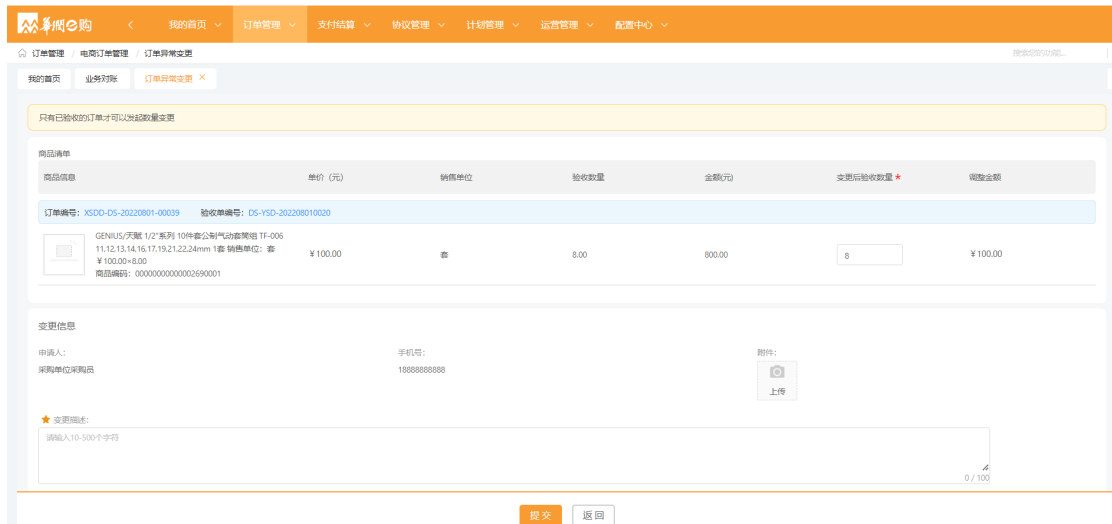 華潤e购 我的首页 订单管理 支付结算 协议管理 计划管理 运营管理 配置中心
订单管理 / 电商订单管理 / 订单异常变更 搜索您的功能...
我的首页 业务对账 订单异常变更 ×
只有已验收的订单才可以发起数量变更
商品清单
商品信息 单价（元） 销售单位 验收数量 金额(元) 变更后验收数量 * 调整金额
订单编号：XSDD-DS-20220801-00039 验收单编号：DS-YSD-202208010020
GENIUS/天赋 1/2"系列 10件套公制气动套筒组 TF-006
11,12,13,14,16,17,19,21,22,24mm 1套 销售单位：套
¥100.00×8.00
商品编码：00000000000002690001
¥100.00 套 8.00 800.00 8 ¥100.00
变更信息
申请人： 手机号： 附件：
采购单位采购员 18888888888
上传
变更描述：
请输入10-500个字符
0 / 100
提交 返回